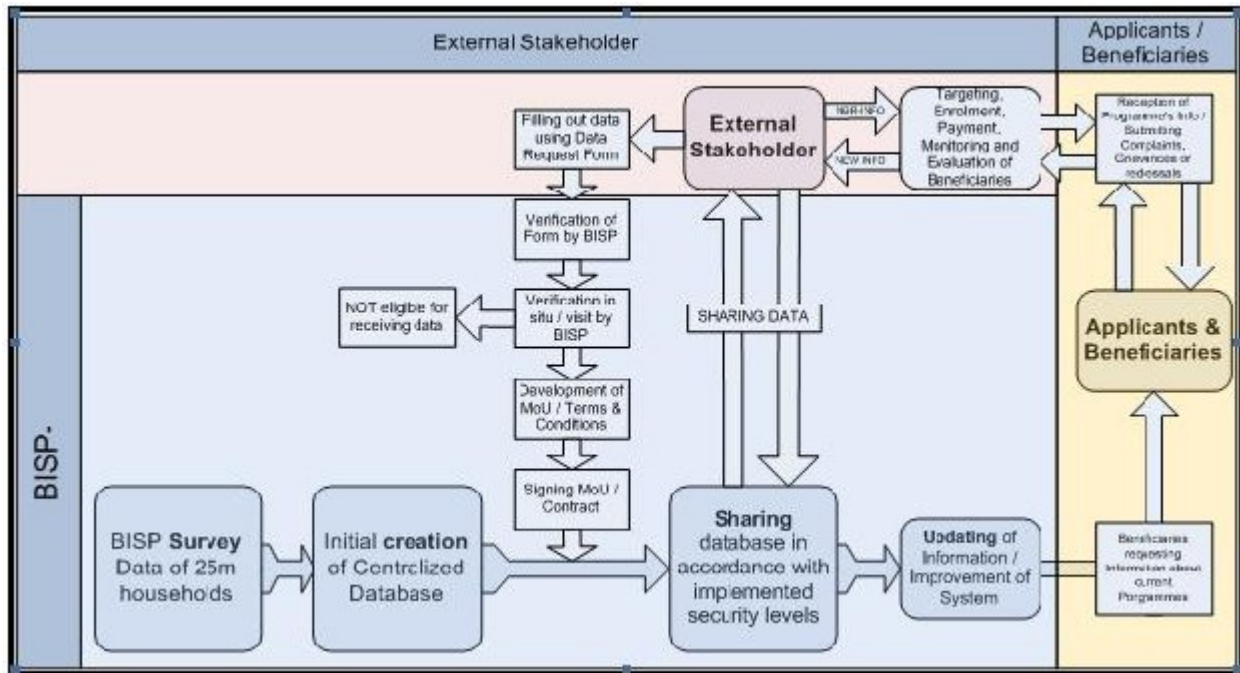 External Stakeholder
Applicants /
Beneficiaries
Filling out data
using Data
Request Form
External
Stakeholder
NSR-INFO
NEW INFO
Targeting,
Enrolment,
Payment,
Monitoring and
Evaluation of
Beneficiaries
Reception of
Programme's Info /
Submitting
Complaints,
Grievances or
redressals
Verification of
Form by BISP
NOT eligible for
receiving data
Verification in
situ / visit by
BISP
SHARING DATA
Applicants &
Beneficiaries
Development of
MoU / Terms &
Conditions
BISP-
Signing MoU /
Contract
BISP Survey
Data of 25m
households
Initial creation
of Centrelized
Database
Sharing
database in
accordance with
implemented
security levels
Updating of
Information /
Improvement of
System
Beneficiaries
requesting
Information about
current
Porgrammes